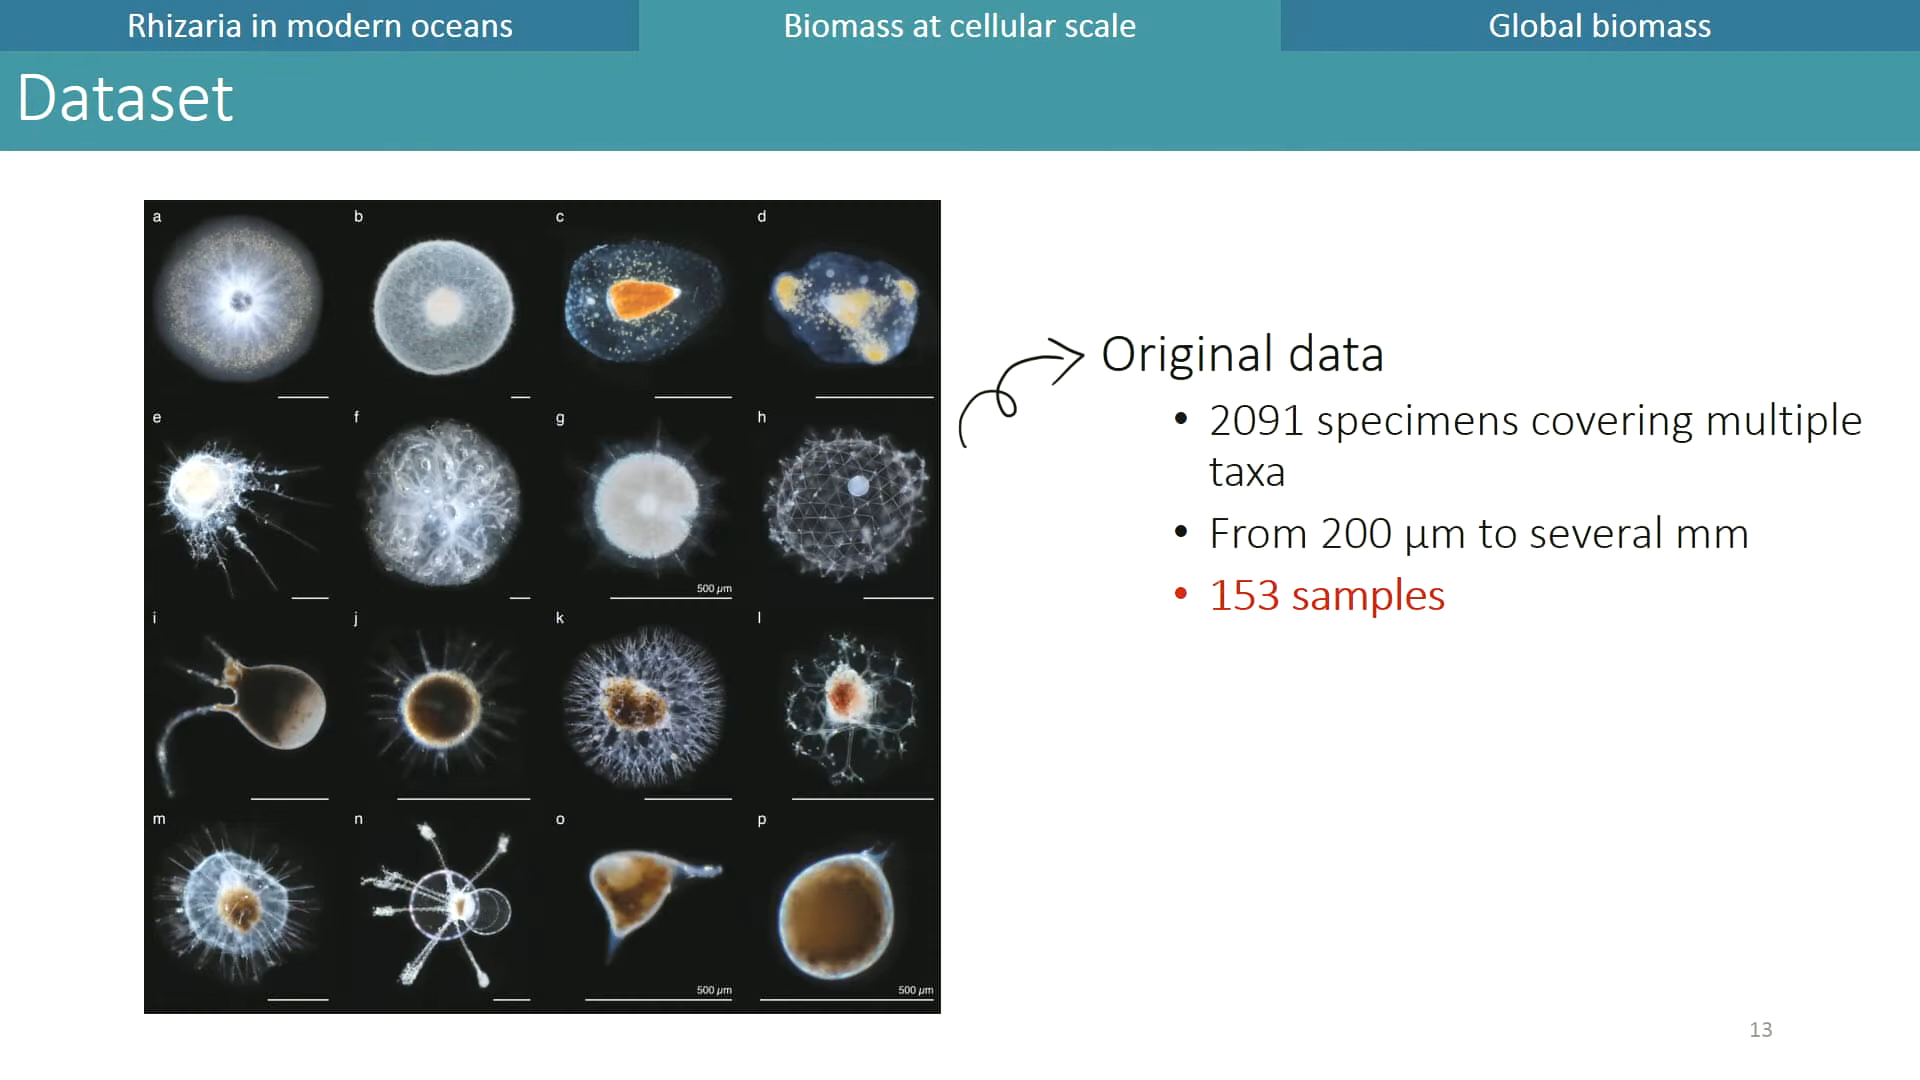 Rhizaria in modern oceans
Biomass at cellular scale
Global biomass
Dataset
a b c d
e f g h
500 µm
i j k l
m n o p
500 µm 500 µm
Original data
• 2091 specimens covering multiple
taxa
• From 200 µm to several mm
• 153 samples
13